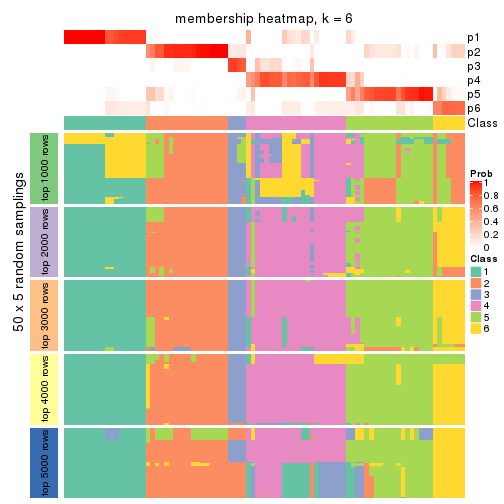 membership heatmap, k = 6
p1
p2
p3
p4
p5
p6
Class
50 x 5 random samplings
top 1000 rows
top 2000 rows
top 3000 rows
top 4000 rows
top 5000 rows
Prob
1
0.8
0.6
0.4
0.2
0
Class
1
2
3
4
5
6